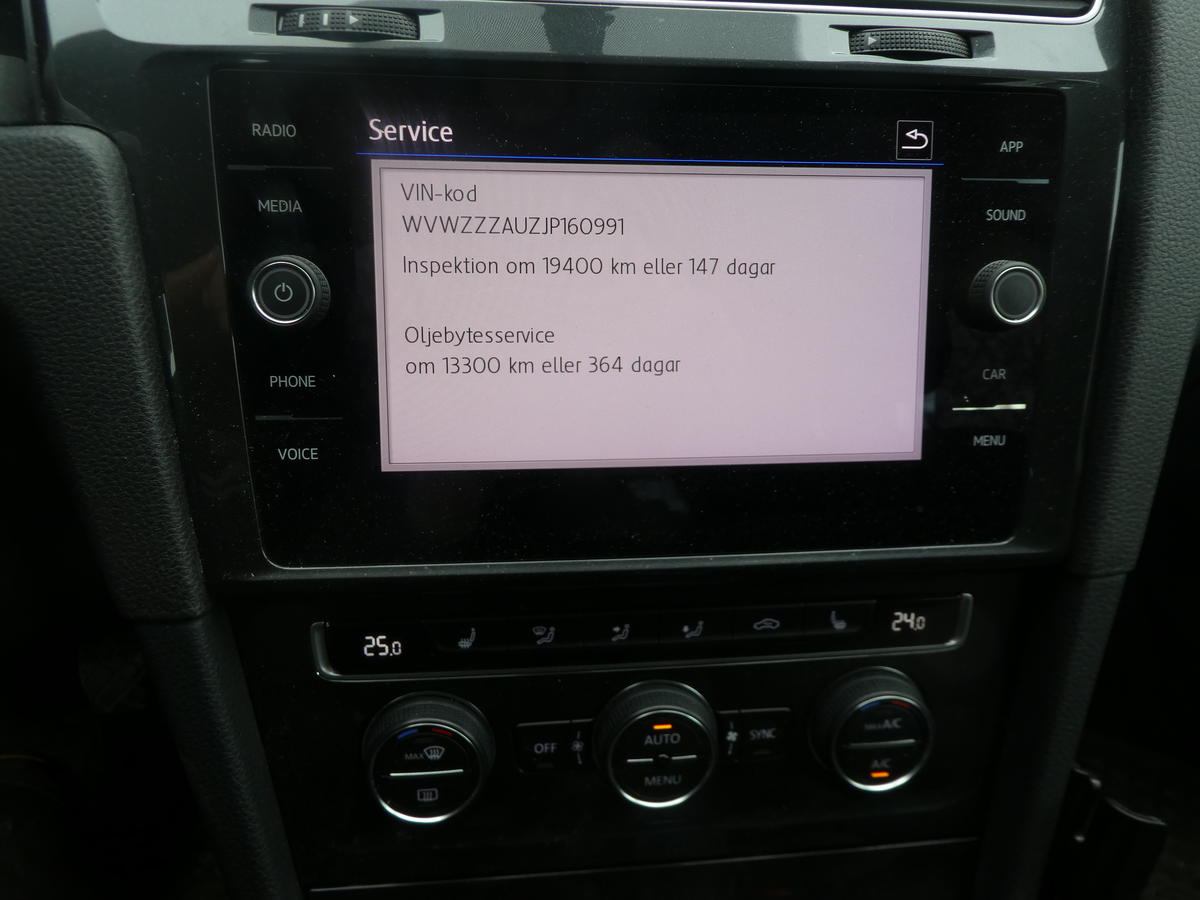 RADIO
Service
APP
MEDIA
VIN-kod
WVWZZZAUZJP160991
SOUND
Inspektion om 19400 km eller 147 dagar
Oljebytesservice
om 13300 km eller 364 dagar
PHONE
CAR
VOICE
MENU
25.0
24.0
MAX
OFF
AUTO
MENU
SYNC
MAX A/C
A/C